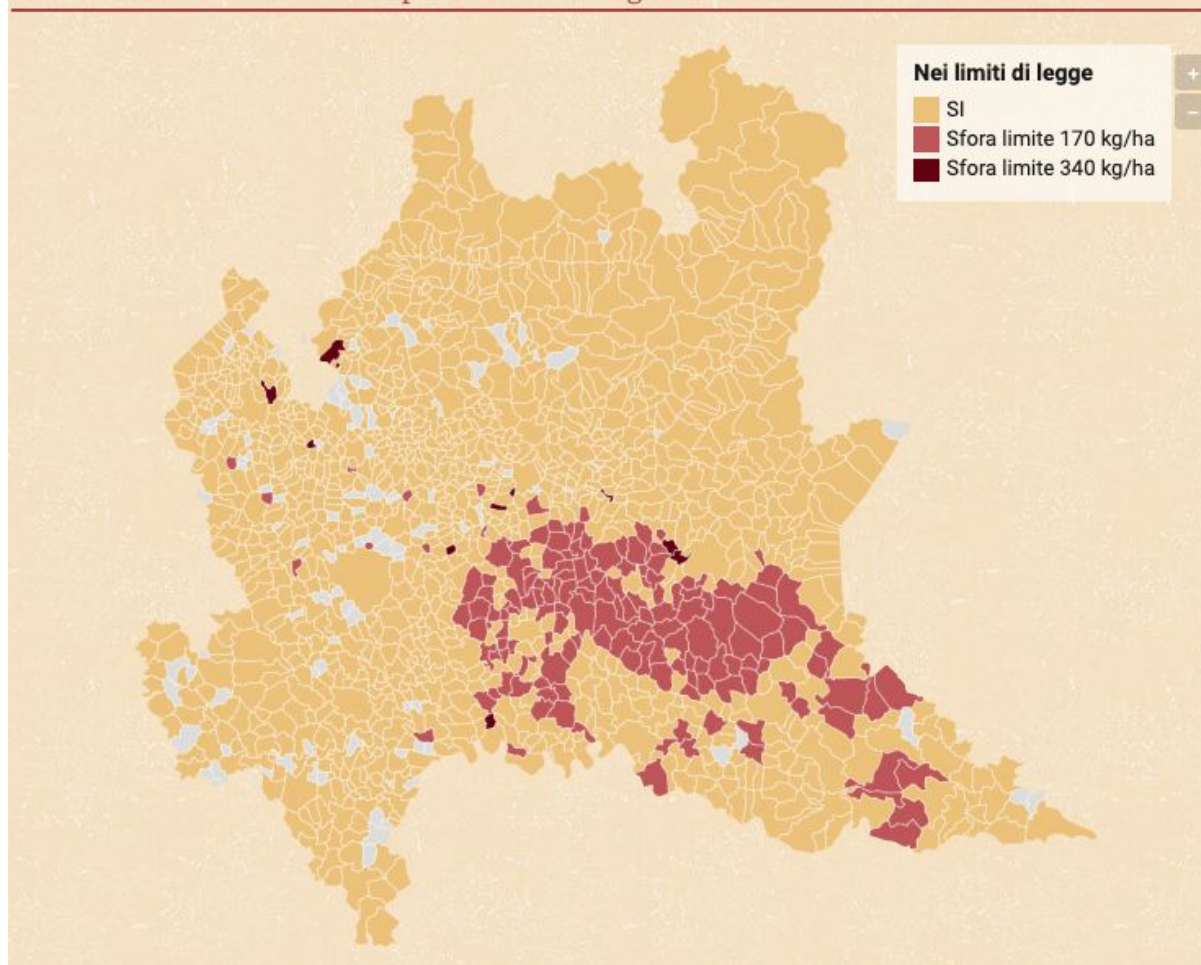 Nei limiti di legge
SI
Sfora limite 170 kg/ha
Sfora limite 340 kg/ha
+
−